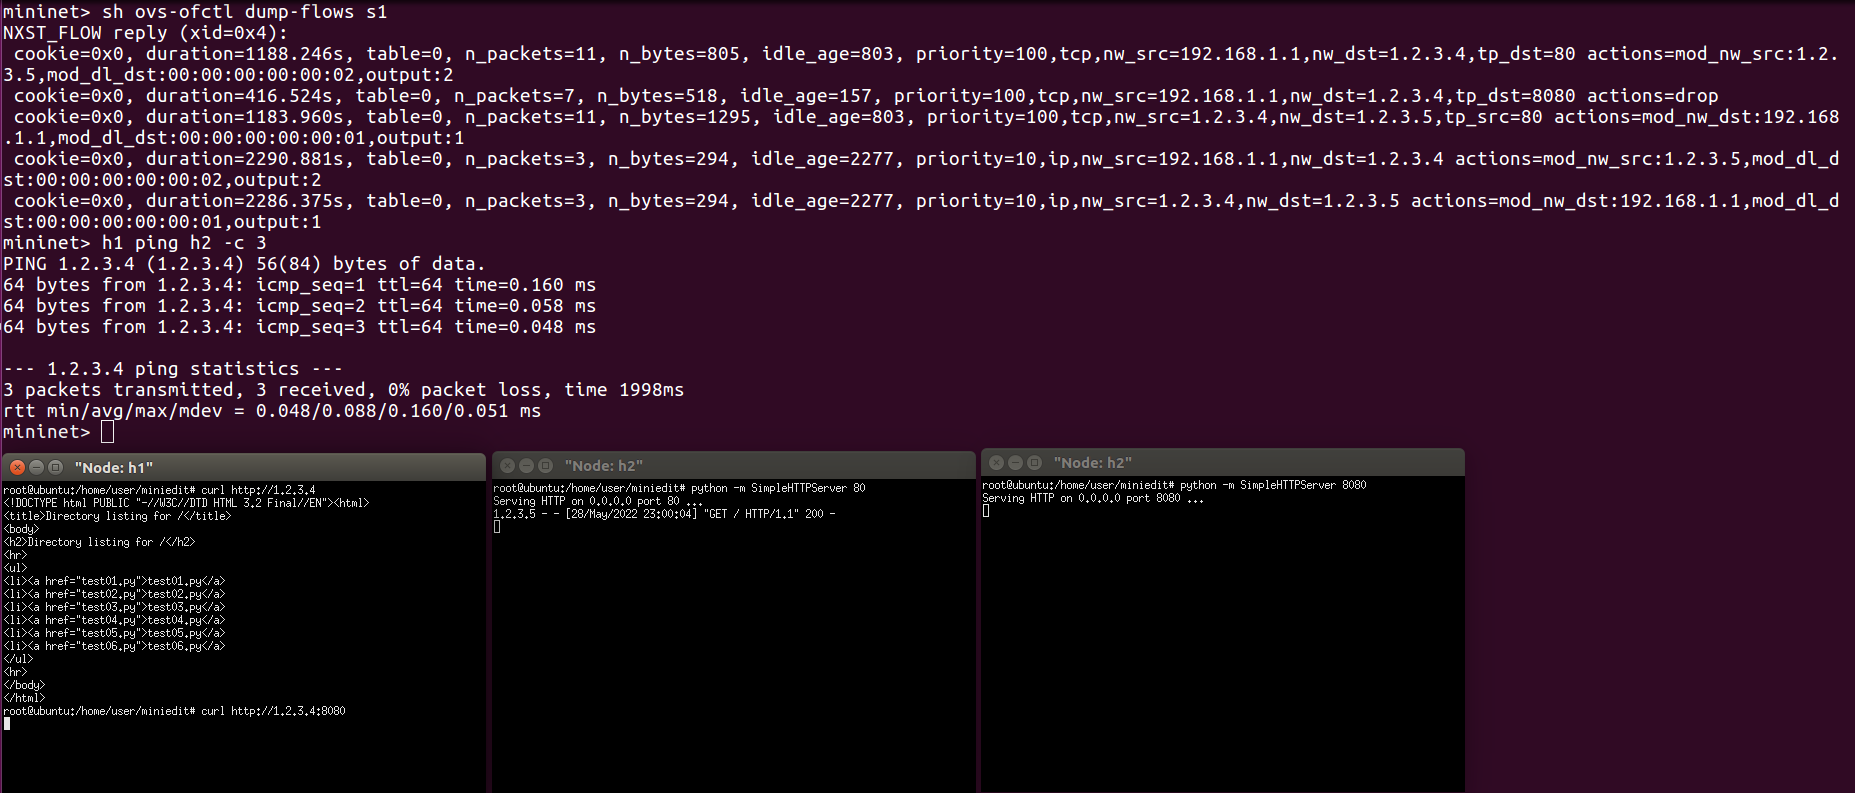 mininet> sh ovs-ofctl dump-flows s1
NXST_FLOW reply (xid=0x4):
 cookie=0x0, duration=1188.246s, table=0, n_packets=11, n_bytes=805, idle_age=803, priority=100,tcp,nw_src=192.168.1.1,nw_dst=1.2.3.4,tp_dst=80 actions=mod_nw_src:1.2.
3.5,mod_dl_dst:00:00:00:00:00:02,output:2
 cookie=0x0, duration=416.524s, table=0, n_packets=7, n_bytes=518, idle_age=157, priority=100,tcp,nw_src=192.168.1.1,nw_dst=1.2.3.4,tp_dst=8080 actions=drop
 cookie=0x0, duration=1183.960s, table=0, n_packets=11, n_bytes=1295, idle_age=803, priority=100,tcp,nw_src=1.2.3.4,nw_dst=1.2.3.5,tp_src=80 actions=mod_nw_dst:192.168
.1.1,mod_dl_dst:00:00:00:00:00:01,output:1
 cookie=0x0, duration=2290.881s, table=0, n_packets=3, n_bytes=294, idle_age=2277, priority=10,ip,nw_src=192.168.1.1,nw_dst=1.2.3.4 actions=mod_nw_src:1.2.3.5,mod_dl_d
st:00:00:00:00:00:02,output:2
 cookie=0x0, duration=2286.375s, table=0, n_packets=3, n_bytes=294, idle_age=2277, priority=10,ip,nw_src=1.2.3.4,nw_dst=1.2.3.5 actions=mod_nw_dst:192.168.1.1,mod_dl_d
st:00:00:00:00:00:01,output:1
mininet> h1 ping h2 -c 3
PING 1.2.3.4 (1.2.3.4) 56(84) bytes of data.
64 bytes from 1.2.3.4: icmp_seq=1 ttl=64 time=0.160 ms
64 bytes from 1.2.3.4: icmp_seq=2 ttl=64 time=0.058 ms
64 bytes from 1.2.3.4: icmp_seq=3 ttl=64 time=0.048 ms

--- 1.2.3.4 ping statistics ---
3 packets transmitted, 3 received, 0% packet loss, time 1998ms
rtt min/avg/max/mdev = 0.048/0.088/0.160/0.051 ms
mininet>
"Node: h1"
root@ubuntu:/home/user/miniedit# curl http://1.2.3.4
<!DOCTYPE html PUBLIC "-//W3C//DTD HTML 3.2 Final//EN"><html>
<title>Directory listing for /</title>
<body>
<h2>Directory listing for /</h2>
<hr>
<ul>
<li><a href="test01.py">test01.py</a>
<li><a href="test02.py">test02.py</a>
<li><a href="test03.py">test03.py</a>
<li><a href="test04.py">test04.py</a>
<li><a href="test05.py">test05.py</a>
<li><a href="test06.py">test06.py</a>
</ul>
<hr>
</body>
</html>
root@ubuntu:/home/user/miniedit# curl http://1.2.3.4:8080
"Node: h2"
root@ubuntu:/home/user/miniedit# python -m SimpleHTTPServer 80
Serving HTTP on 0.0.0.0 port 80 ...
1.2.3.5 - - [28/May/2022 23:00:04] "GET / HTTP/1.1" 200 -
"Node: h2"
root@ubuntu:/home/user/miniedit# python -m SimpleHTTPServer 8080
Serving HTTP on 0.0.0.0 port 8080 ...